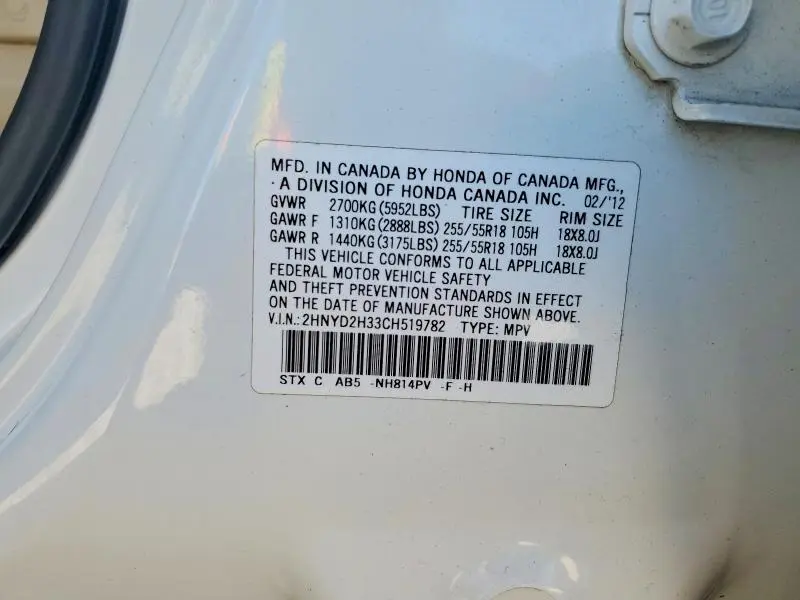 MFD. IN CANADA BY HONDA OF CANADA MFG.,
A DIVISION OF HONDA CANADA INC. 02/'12
GVWR 2700KG(5952LBS) TIRE SIZE RIM SIZE
GAWR F 1310KG(2888LBS) 255/55R18 105H 18X8.0J
GAWR R 1440KG(3175LBS) 255/55R18 105H 18X8.0J
THIS VEHICLE CONFORMS TO ALL APPLICABLE
FEDERAL MOTOR VEHICLE SAFETY
AND THEFT PREVENTION STANDARDS IN EFFECT
ON THE DATE OF MANUFACTURE SHOWN ABOVE.
V.I.N.:2HNYD2H33CH519782 TYPE: MPV
STX C AB5 -NH814PV -F -H